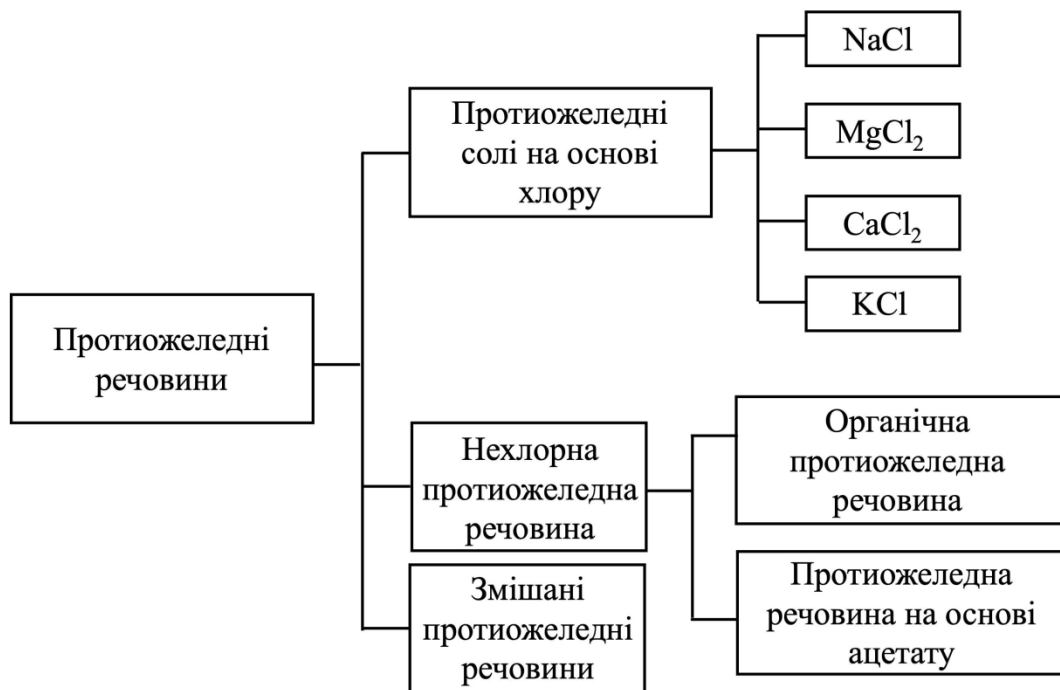 Протиожеледні
речовини
Протиожеледні
солі на основі
хлору
NaCl
MgCl₂
CaCl₂
KCl
Нехлорна
протиожеледна
речовина
Органічна
протиожеледна
речовина
Протиожеледна
речовина на основі
ацетату
Змішані
протиожеледні
речовини